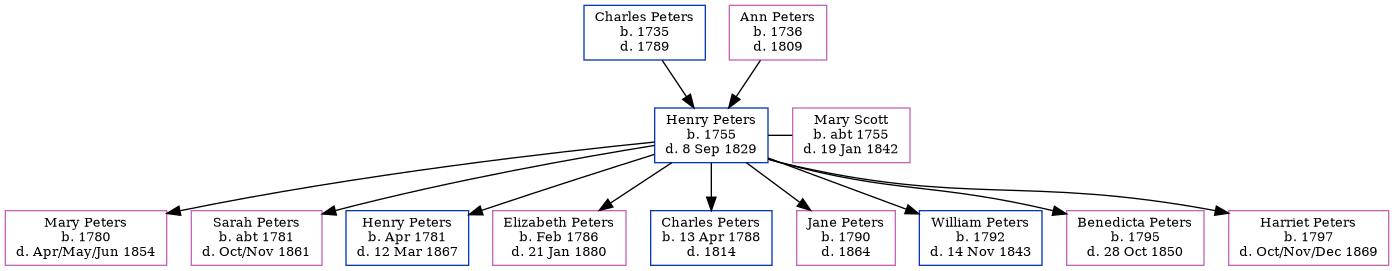 Charles Peters
b. 1735
d. 1789
Ann Peters
b. 1736
d. 1809
Henry Peters
b. 1755
d. 8 Sep 1829
Mary Scott
b. abt 1755
d. 19 Jan 1842
Mary Peters
b. 1780
d. Apr/May/Jun 1854
Sarah Peters
b. abt 1781
d. Oct/Nov 1861
Henry Peters
b. Apr 1781
d. 12 Mar 1867
Elizabeth Peters
b. Feb 1786
d. 21 Jan 1880
Charles Peters
b. 13 Apr 1788
d. 1814
Jane Peters
b. 1790
d. 1864
William Peters
b. 1792
d. 14 Nov 1843
Benedicta Peters
b. 1795
d. 28 Oct 1850
Harriet Peters
b. 1797
d. Oct/Nov/Dec 1869